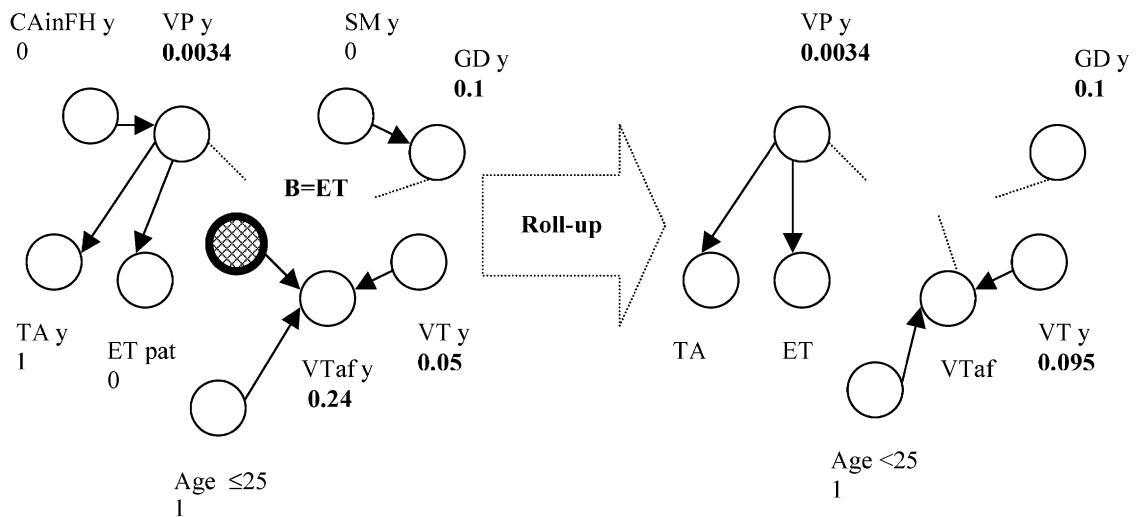 CAinFH y
0
VP y
0.0034
SM y
0
GD y
0.1
B=ET
TA y
1
ET pat
0
VTaf y
0.24
VT y
0.05
Age ≤25
1
Roll-up
VP y
0.0034
GD y
0.1
TA
ET
VTaf
VT y
0.095
Age <25
1